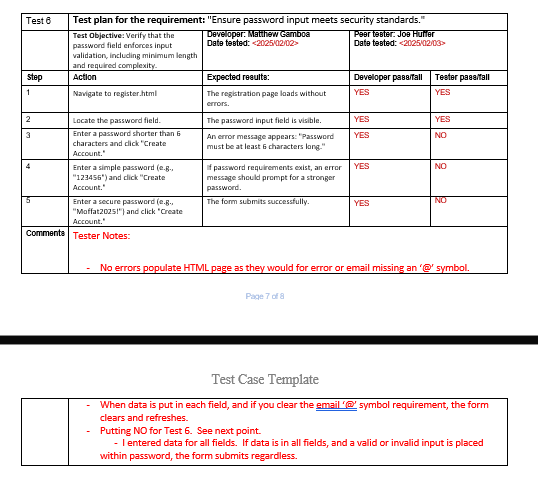 Test 6 Test plan for the requirement: "Ensure password input meets security standards."
Test Objective: Verify that the
password field enforces input
validation, including minimum length
and required complexity.
Developer: Matthew Gamboa
Date tested: <2025/02/02>
Peer tester: Joe Huffer
Date tested: <2025/02/03>
Step Action Expected results: Developer pass/fail Tester pass/fail
1 Navigate to register.html The registration page loads without YES YES
errors.
2 Locate the password field. The password input field is visible. YES YES
3 Enter a password shorter than 6 An error message appears: "Password YES NO
characters and click "Create must be at least 6 characters long."
Account."
4 Enter a simple password (e.g., If password requirements exist, an error YES NO
"123456") and click "Create message should prompt for a stronger
Account." password.
5 Enter a secure password (e.g., The form submits successfully. YES NO
"Moffat2025!") and click "Create
Account."
Comments Tester Notes:
- No errors populate HTML page as they would for error or email missing an '@' symbol.
Page 7 of 8
Test Case Template
- When data is put in each field, and if you clear the email '@' symbol requirement, the form
clears and refreshes.
- Putting NO for Test 6. See next point.
- I entered data for all fields. If data is in all fields, and a valid or invalid input is placed
within password, the form submits regardless.